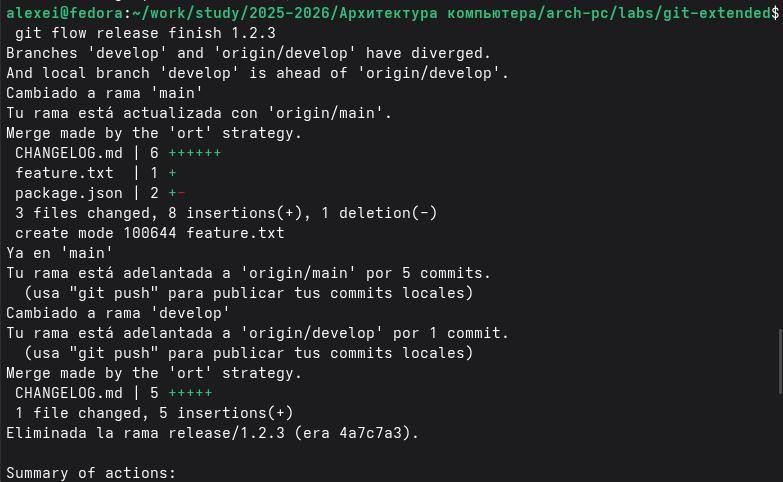 alexei@fedora:~/work/study/2025-2026/Архитектура компьютера/arch-pc/labs/git-extended$
git flow release finish 1.2.3
Branches 'develop' and 'origin/develop' have diverged.
And local branch 'develop' is ahead of 'origin/develop'.
Cambiado a rama 'main'
Tu rama está actualizada con 'origin/main'.
Merge made by the 'ort' strategy.
CHANGELOG.md | 6 ++++++
feature.txt  | 1 +
package.json | 2 +-
3 files changed, 8 insertions(+), 1 deletion(-)
create mode 100644 feature.txt
Ya en 'main'
Tu rama está adelantada a 'origin/main' por 5 commits.
(usa "git push" para publicar tus commits locales)
Cambiado a rama 'develop'
Tu rama está adelantada a 'origin/develop' por 1 commit.
(usa "git push" para publicar tus commits locales)
Merge made by the 'ort' strategy.
CHANGELOG.md | 5 +++++
1 file changed, 5 insertions(+)
Eliminada la rama release/1.2.3 (era 4a7c7a3).
Summary of actions: